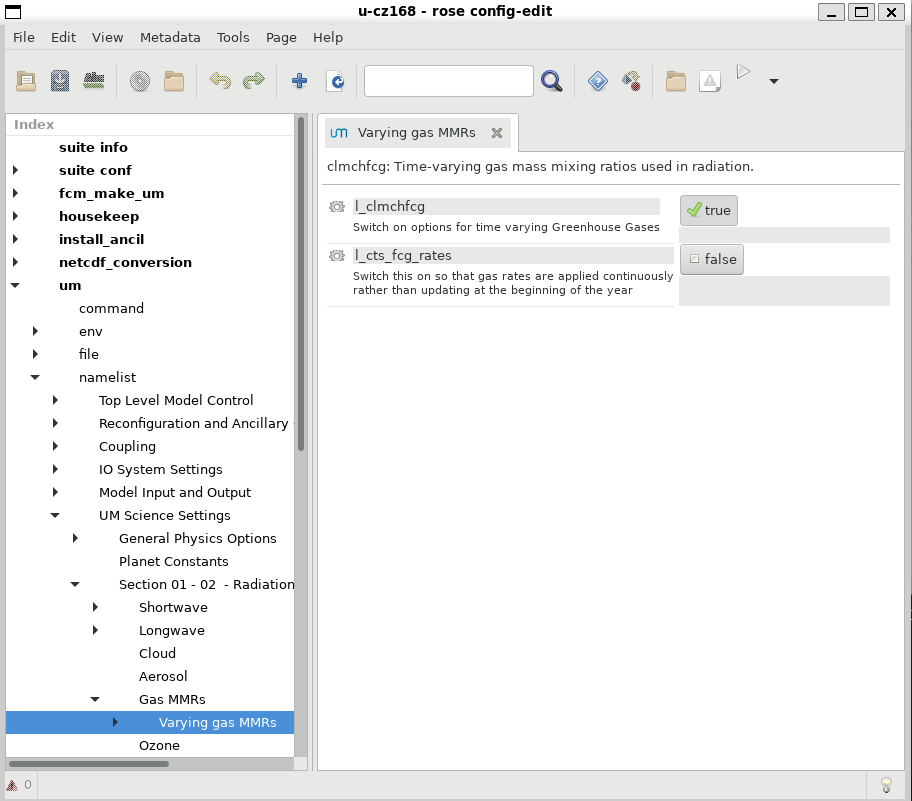 u-cz168 - rose config-edit
File Edit View Metadata Tools Page Help
Index
suite info
suite conf
fcm_make_um
housekeep
install_ancil
netcdf_conversion
um
command
env
file
namelist
Top Level Model Control
Reconfiguration and Ancillary
Coupling
IO System Settings
Model Input and Output
UM Science Settings
General Physics Options
Planet Constants
Section 01 - 02  - Radiation
Shortwave
Longwave
Cloud
Aerosol
Gas MMRs
Varying gas MMRs
Ozone
um Varying gas MMRs
clmchfcg: Time-varying gas mass mixing ratios used in radiation.
l_clmchfcg
true
Switch on options for time varying Greenhouse Gases
l_cts_fcg_rates
false
Switch this on so that gas rates are applied continuously
rather than updating at the beginning of the year
0